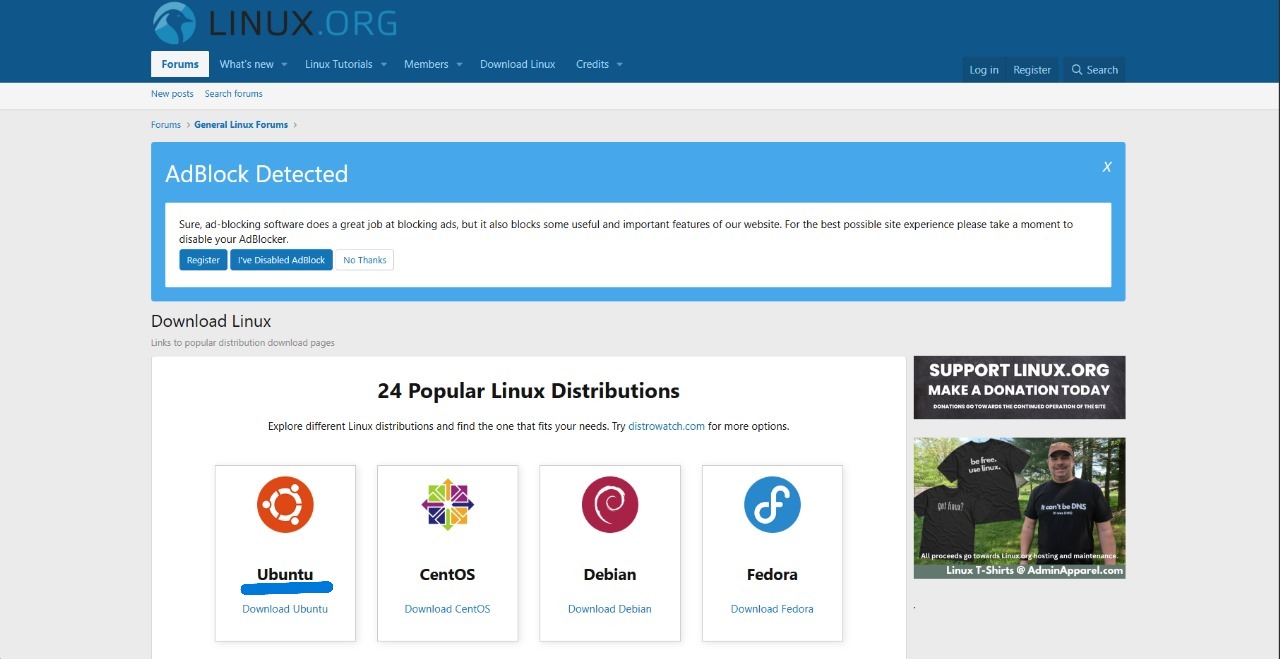 LINUX.ORG
Forums
What's new
Linux Tutorials
Members
Download Linux
Credits
Log in
Register
Search
New posts
Search forums
Forums > General Linux Forums >
AdBlock Detected
X
Sure, ad-blocking software does a great job at blocking ads, but it also blocks some useful and important features of our website. For the best possible site experience please take a moment to
disable your AdBlocker.
Register
I've Disabled AdBlock
No Thanks
Download Linux
Links to popular distribution download pages
24 Popular Linux Distributions
Explore different Linux distributions and find the one that fits your needs. Try distrowatch.com for more options.
Ubuntu
Download Ubuntu
CentOS
Download CentOS
Debian
Download Debian
Fedora
Download Fedora
SUPPORT LINUX.ORG
MAKE A DONATION TODAY
DONATIONS GO TOWARDS THE CONTINUED OPERATION OF THE SITE
be free.
use linux.
got linux?
It can't be DNS
All proceeds go towards Linux.org hosting and maintenance.
Linux T-Shirts @ AdminApparel.com